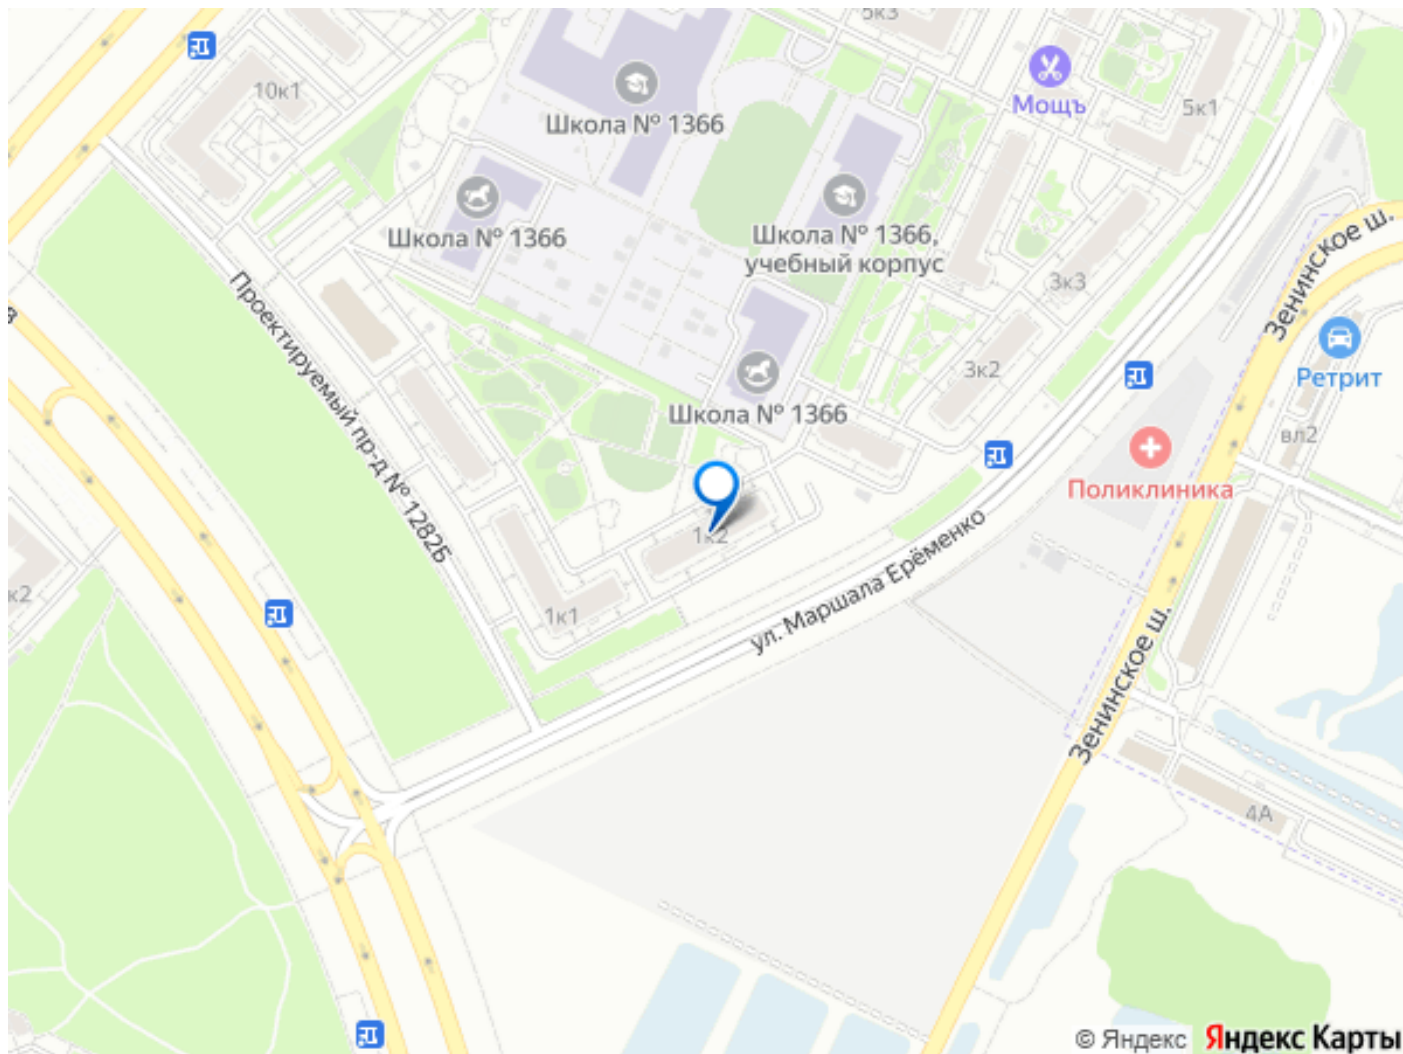 5к3
10к1
Мощъ
5к1
Школа № 1366
Школа № 1366
Школа № 1366,
учебный корпус
Зенинское ш.
Проектируемый пр-д № 1282Б
3к3
3к2
Ретрит
Школа № 1366
вл2
Поликлиника
1к2
ул. Маршала Ерёменко
к2
1к1
Зенинское ш.
4А
© Яндекс Яндекс Карты